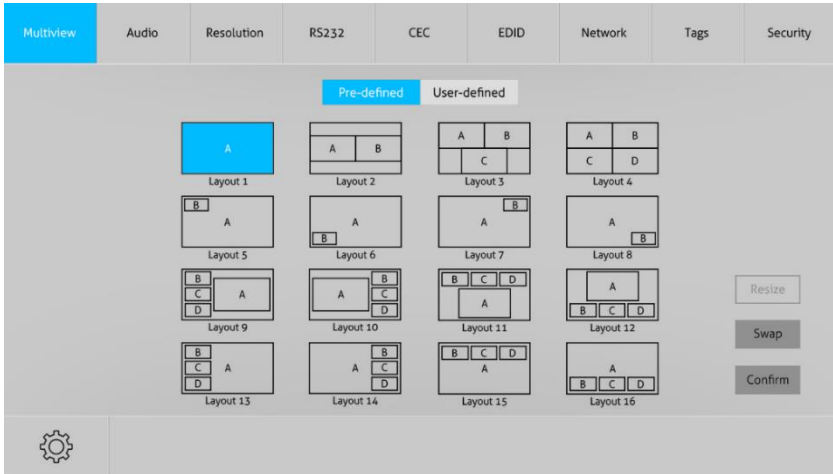 Multiview Audio Resolution RS232 CEC EDID Network Tags Security
Pre-defined User-defined
A
A B
A B
C
A B
C D
Layout 1 Layout 2 Layout 3 Layout 4
B
A
A
B
B
A
A
B
Layout 5 Layout 6 Layout 7 Layout 8
B
C A
D
B
A C
D
B C D
A
A
B C D
Resize
Layout 9 Layout 10 Layout 11 Layout 12
Swap
B
C A
D
B
A C
D
B C D
A
A
B C D
Confirm
Layout 13 Layout 14 Layout 15 Layout 16